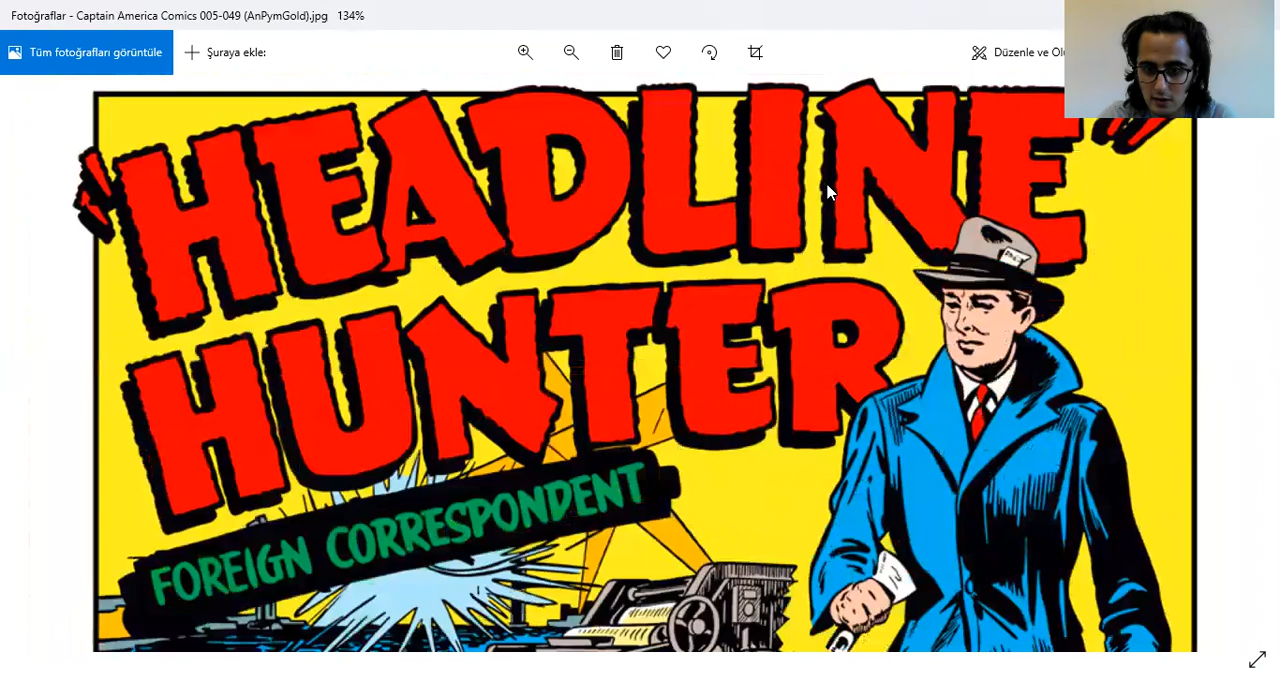 Fotoğraflar - Captain America Comics 005-049 (AnPymGold).jpg 134%
Tüm fotoğrafları görüntüle
Şuraya ekle:
Düzenle ve
"HEADLINE"
HUNTER
FOREIGN CORRESPONDENT